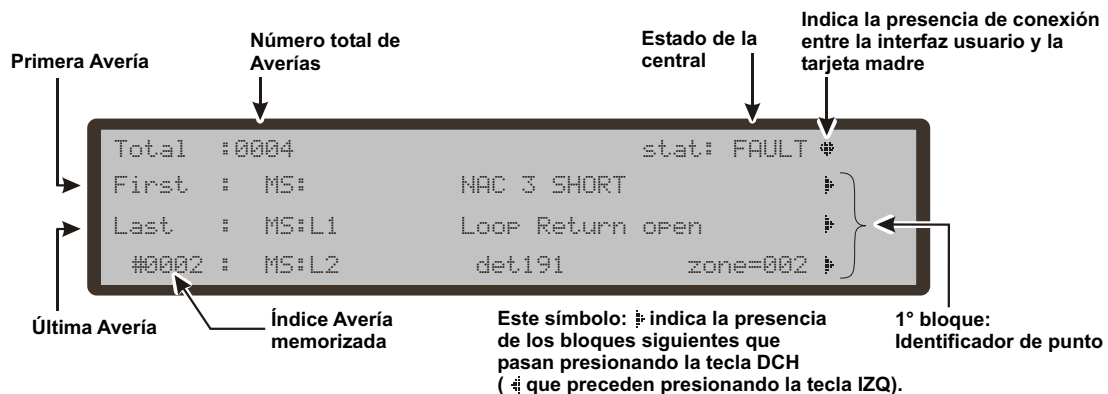 Indica la presencia de conexión
entre la interfaz usuario y la
tarjeta madre
Número total de
Averías
Estado de la
central
Primera Avería
Total :0004 stat: FAULT
First : MS: NAC 3 SHORT
Last : MS:L1 Loop Return open
#0002 : MS:L2 det191 zone=002
Última Avería
Índice Avería
memorizada
Este símbolo: indica la presencia
de los bloques siguientes que
pasan presionando la tecla DCH
( que preceden presionando la tecla IZQ).
1° bloque:
Identificador de punto